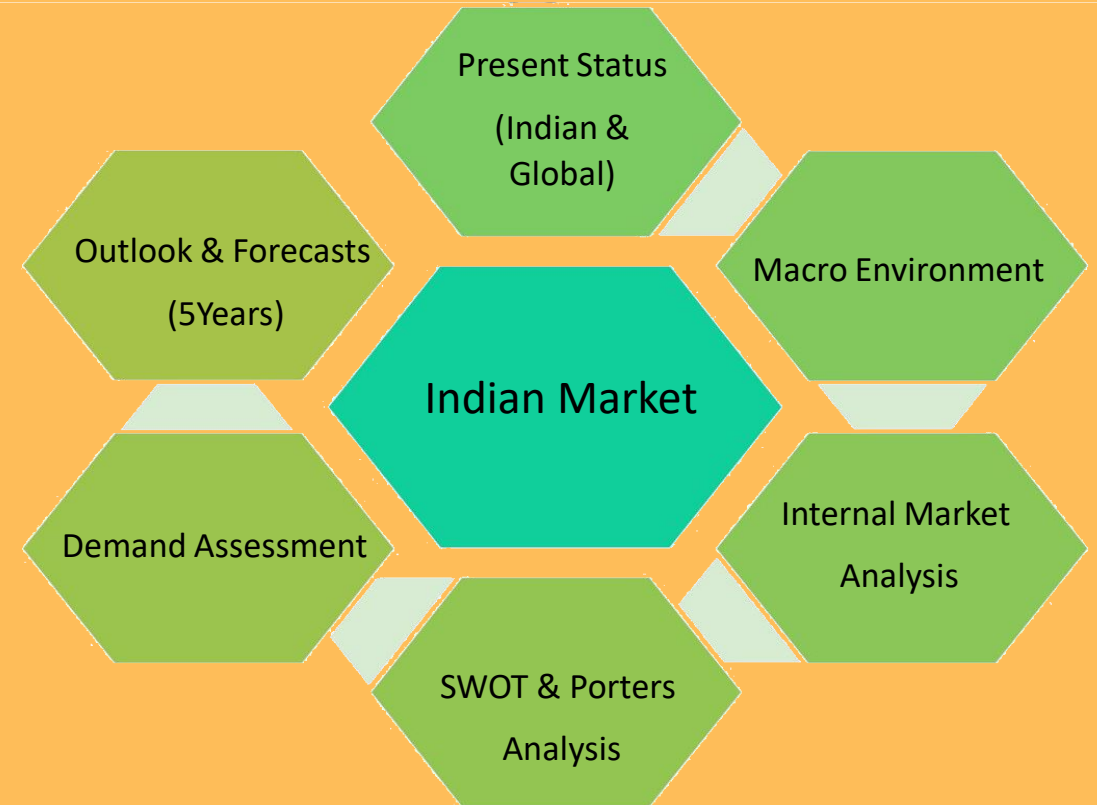 Present Status
(Indian &
Global)
Macro Environment
Internal Market
Analysis
SWOT & Porters
Analysis
Demand Assessment
Outlook & Forecasts
(5Years)
Indian Market